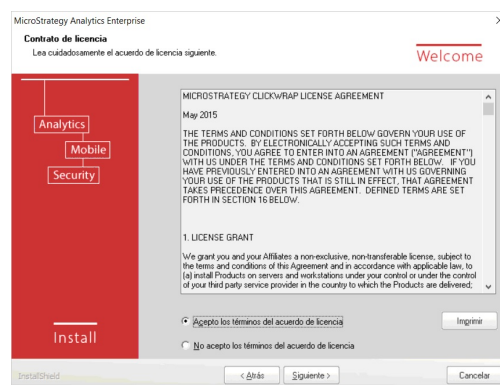 MicroStrategy Analytics Enterprise
Contrato de licencia
Lea cuidadosamente el acuerdo de licencia siguiente.
Welcome
Analytics
Mobile
Security
Install
MICROSTRATEGY CLICKWRAP LICENSE AGREEMENT
May 2015
THE TERMS AND CONDITIONS SET FORTH BELOW GOVERN YOUR USE OF
THE PRODUCTS. BY ELECTRONICALLY ACCEPTING SUCH TERMS AND
CONDITIONS, YOU AGREE TO ENTER INTO AN AGREEMENT ("AGREEMENT")
WITH US UNDER THE TERMS AND CONDITIONS SET FORTH BELOW. IF YOU
HAVE PREVIOUSLY ENTERED INTO AN AGREEMENT WITH US GOVERNING
YOUR USE OF THE PRODUCTS THAT IS STILL IN EFFECT, THAT AGREEMENT
TAKES PRECEDENCE OVER THIS AGREEMENT. DEFINED TERMS ARE SET
FORTH IN SECTION 16 BELOW.
1. LICENSE GRANT
We grant you and your Affiliates a non-exclusive, non-transferable license, subject to
the terms and conditions of this Agreement and in accordance with applicable law, to
(a) install Products on servers and workstations under your control or under the control
of your third party service provider in the country to which the Products are delivered;
Acepto los términos del acuerdo de licencia
Imprimir
No acepto los términos del acuerdo de licencia
InstallShield
< Atrás
Siguiente >
Cancelar